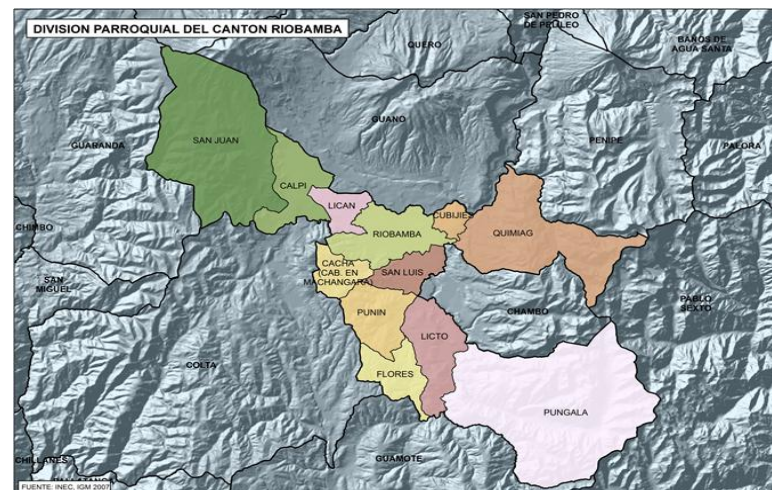 DIVISION PARROQUIAL DEL CANTON RIOBAMBA
SAN PEDRO
DE PELILEO
QUERO
BAÑOS DE
AGUA SANTA
GUANO
GUARANDA
SAN JUAN
PENIPE
PALORA
CALPI
LICAN
CUBIJIES
CHIMBO
RIOBAMBA
QUIMIAG
CACHA
(CAB. EN
MACHANGARA)
SAN LUIS
SAN
MIGUEL
PABLO
SEXTO
PUNIN
CHAMBO
LICTO
COLTA
FLORES
PUNGALA
CHILLANES
GUAMOTE
FUENTE: INEC, IGM 2007